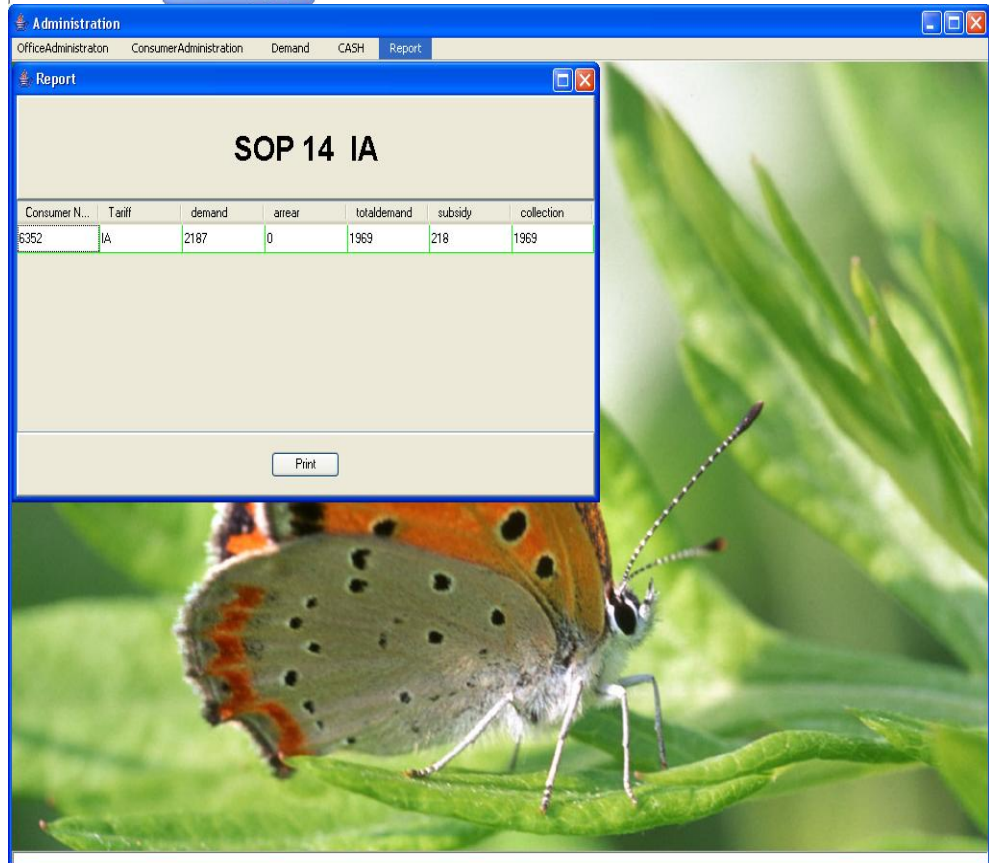 Administration
OfficeAdministraton ConsumerAdministration Demand CASH Report
Report
SOP 14 IA
Consumer N... Tariff demand arrear totaldemand subsidy collection
6352 IA 2187 0 1969 218 1969
Print